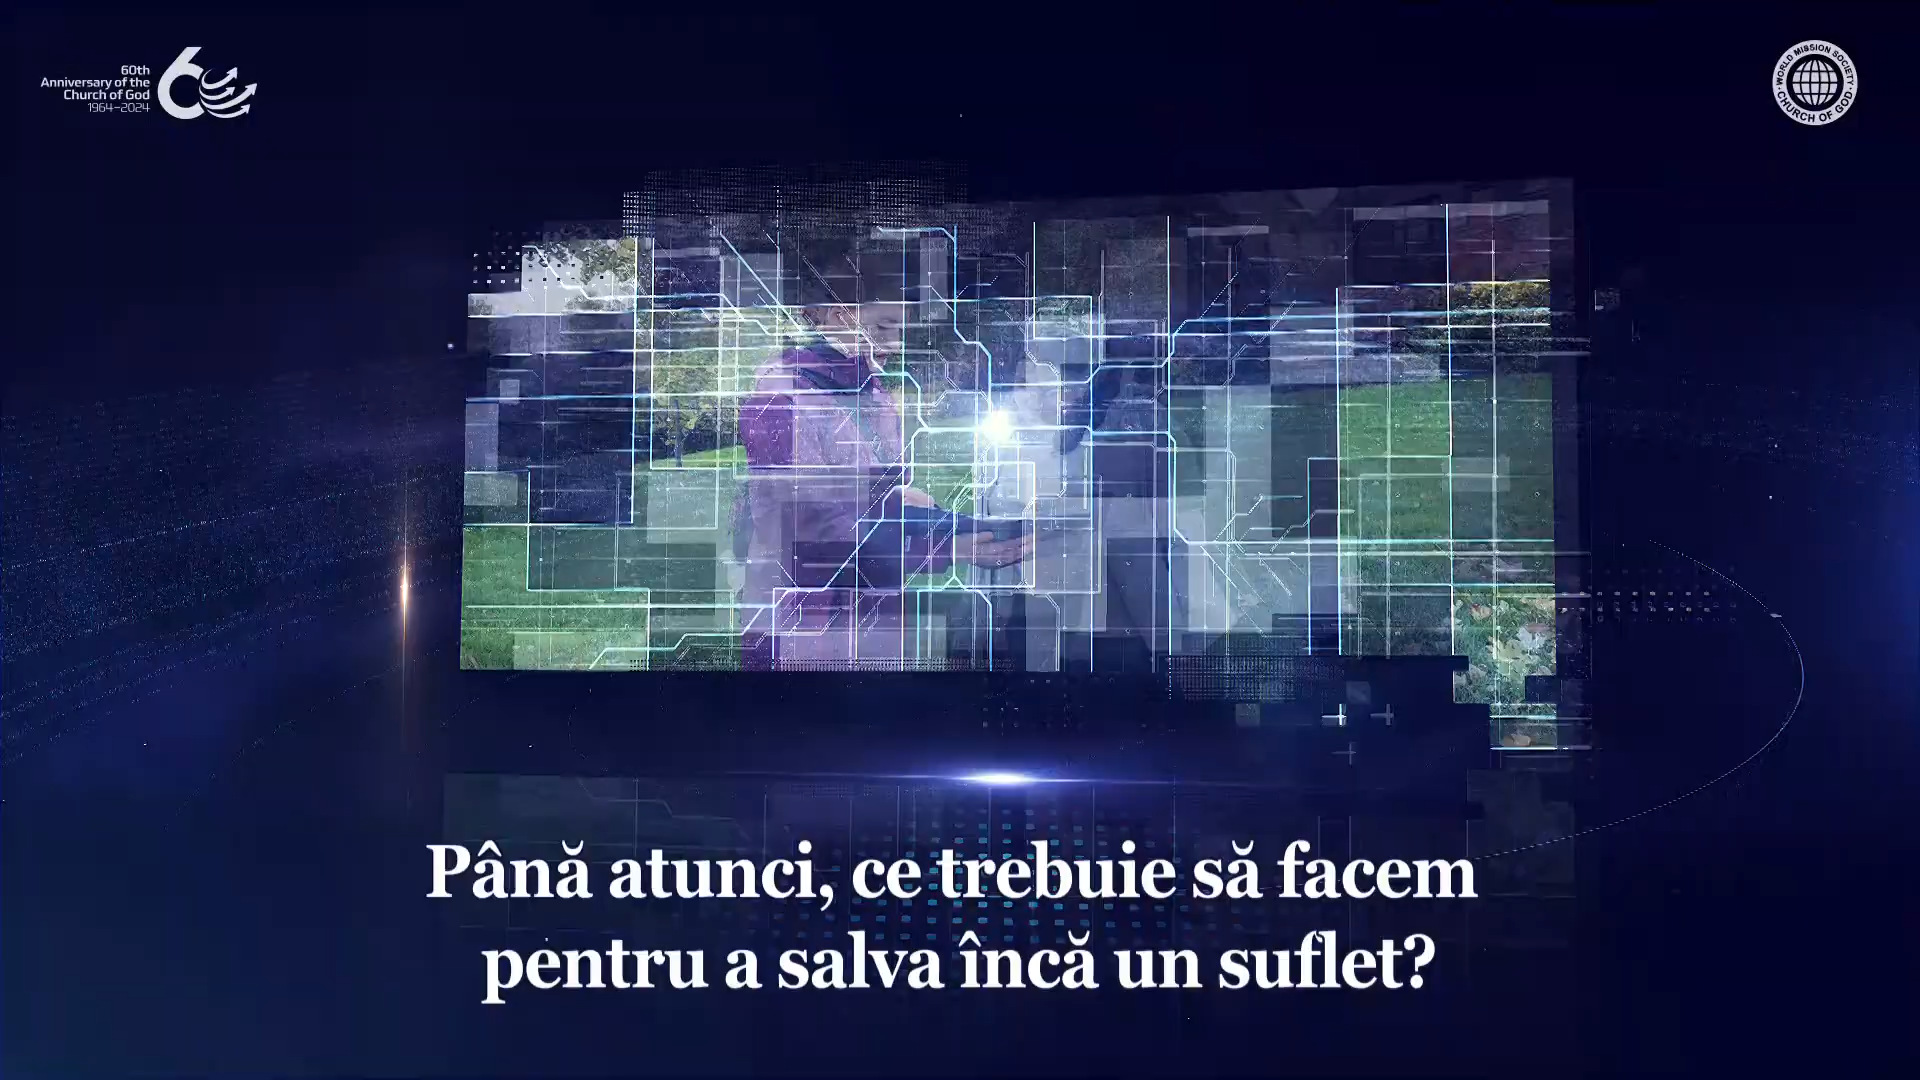 60th
Anniversary of the
Church of God
1964–2024
60
WORLD MISSION SOCIETY
CHURCH OF GOD
Până atunci, ce trebuie să facem
pentru a salva încă un suflet?